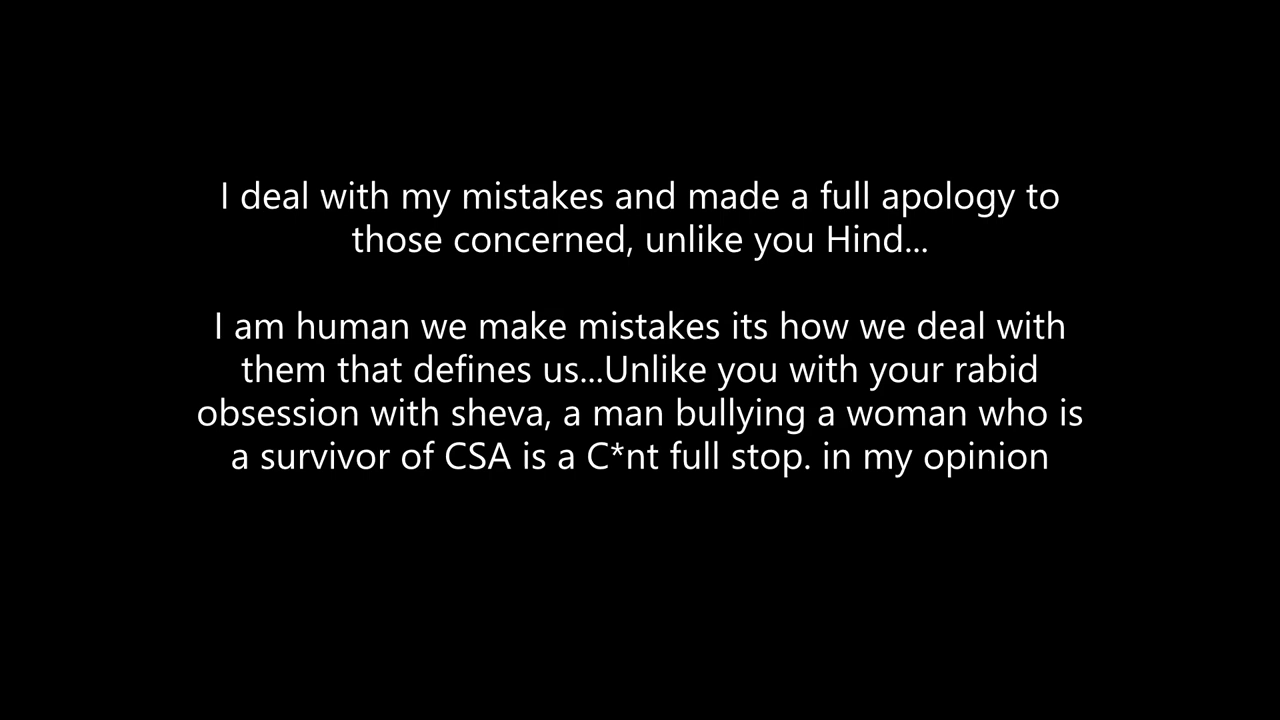 I deal with my mistakes and made a full apology to
those concerned, unlike you Hind...
I am human we make mistakes its how we deal with
them that defines us...Unlike you with your rabid
obsession with sheva, a man bullying a woman who is
a survivor of CSA is a C*nt full stop. in my opinion